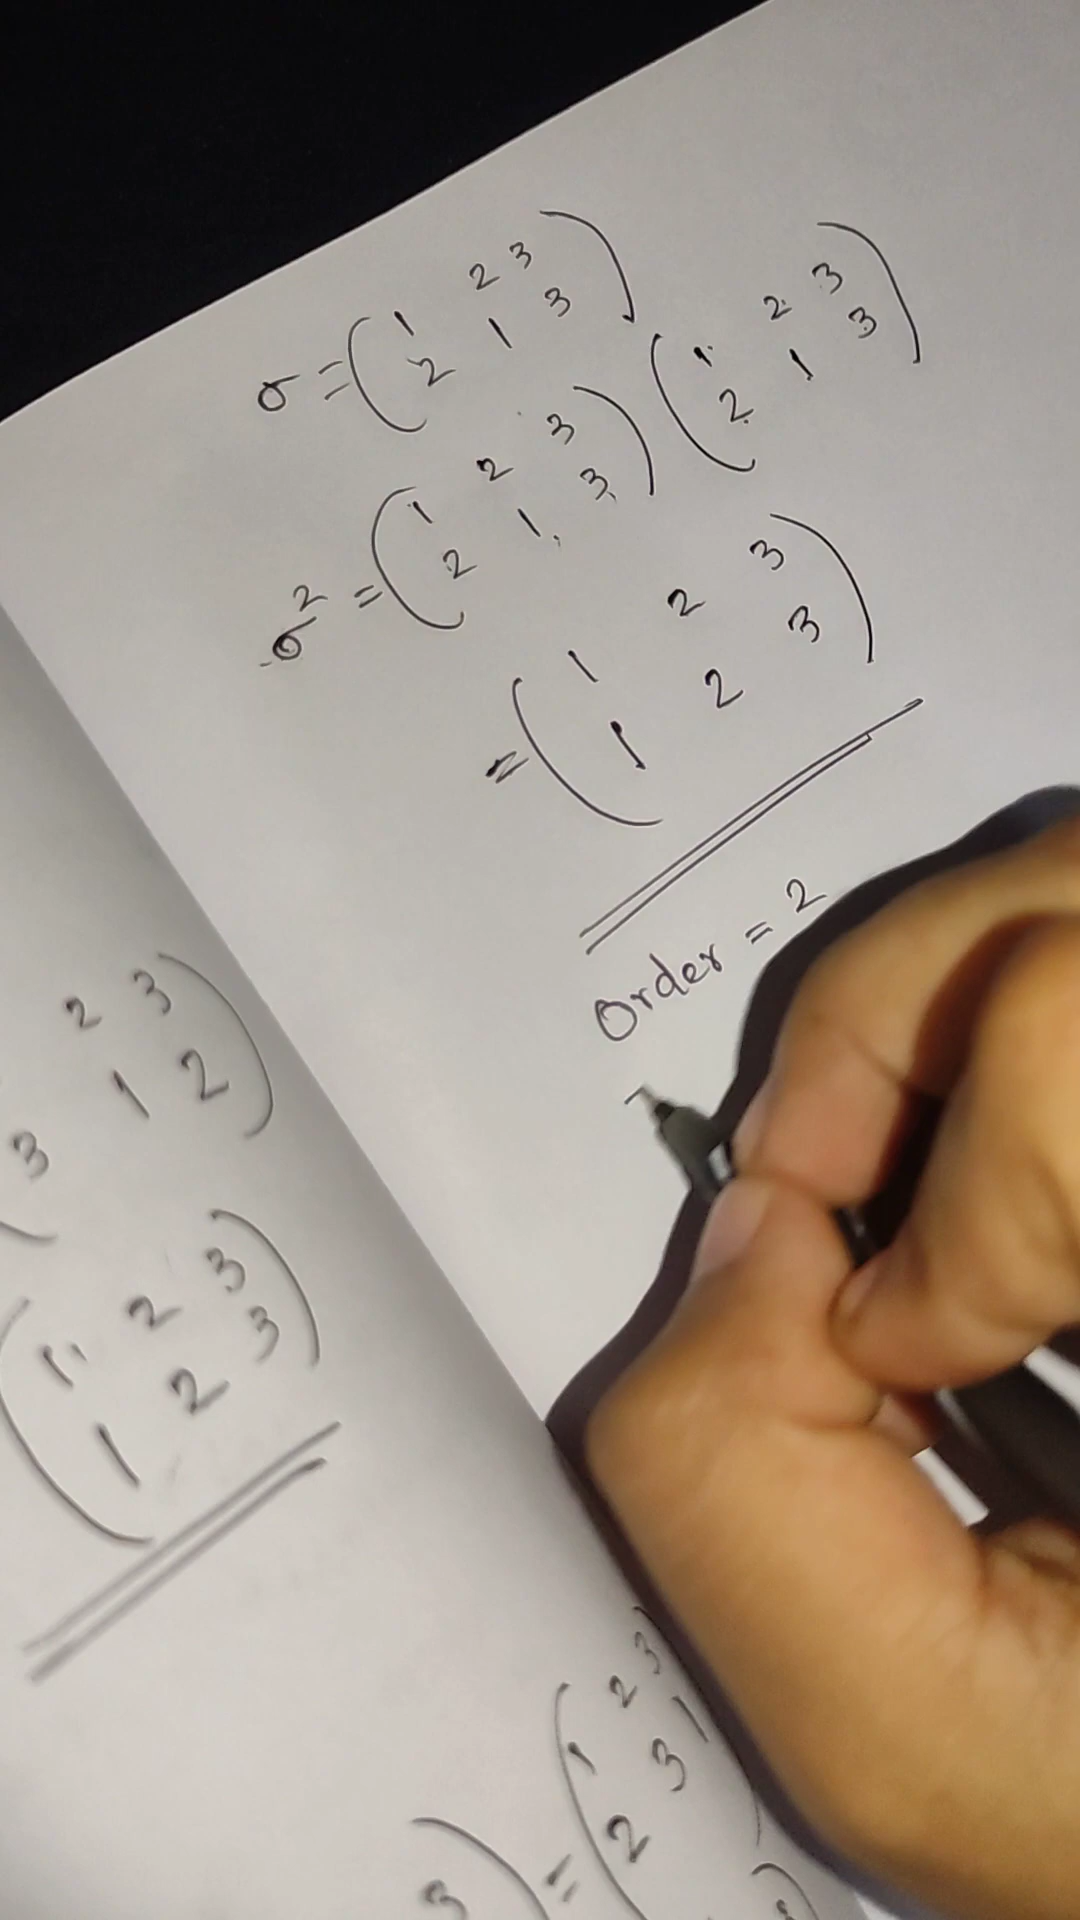 σ = ( 1 2 3
2 1 3 )
σ² = ( 1 2 3
2 1 3 ) ( 1 2 3
2 1 3 )
= ( 1 2 3
1 2 3 )
Order = 2
2 3
3 1 2 )
( 1 2 3
1 2 3 )
3 ) = ( 1 2 3
2 3 1